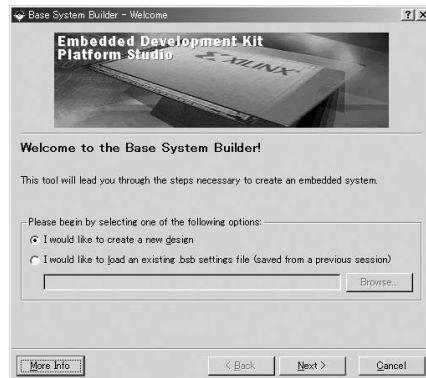 Base System Builder - Welcome
Embedded Development Kit
Platform Studio
XILINX
Welcome to the Base System Builder!
This tool will lead you through the steps necessary to create an embedded system.
Please begin by selecting one of the following options:
I would like to create a new design
I would like to load an existing .bsb settings file (saved from a previous session)
Browse...
More Info
< Back
Next >
Cancel